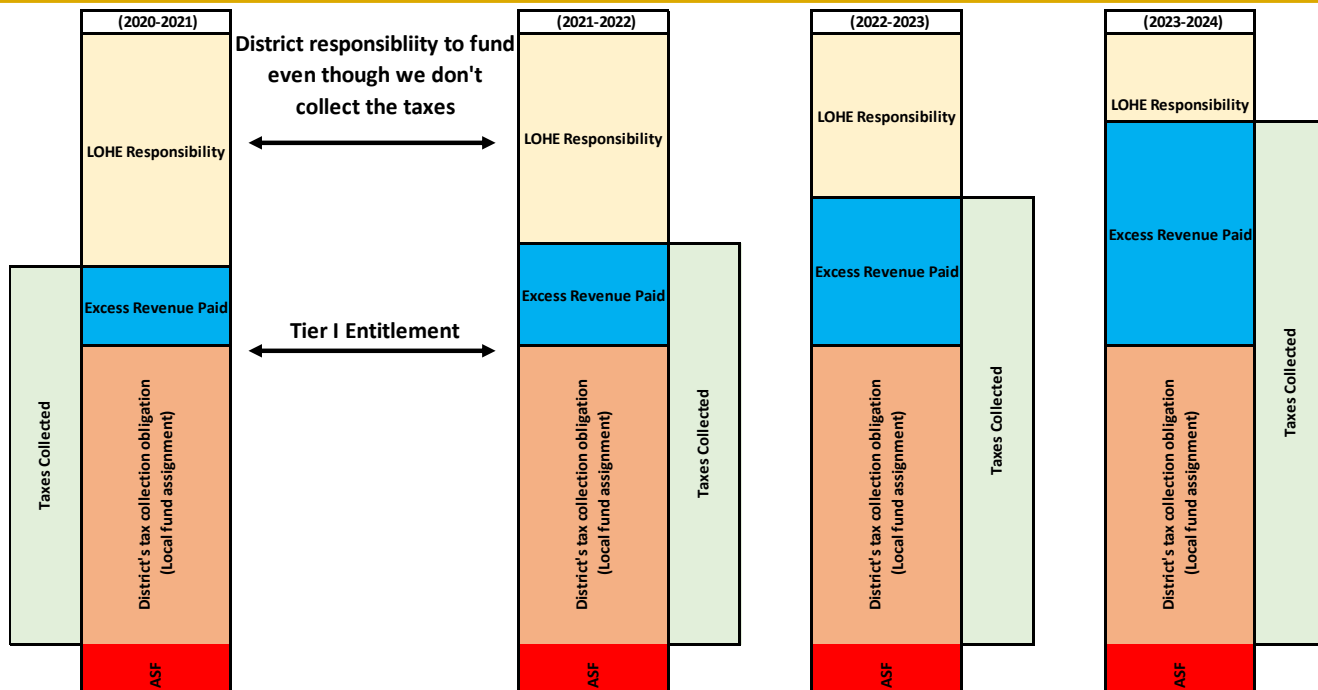 (2020-2021)
(2021-2022)
(2022-2023)
(2023-2024)
District responsibliity to fund
even though we don't
collect the taxes
LOHE Responsibility
LOHE Responsibility
LOHE Responsibility
LOHE Responsibility
Excess Revenue Paid
Excess Revenue Paid
Excess Revenue Paid
Excess Revenue Paid
Tier I Entitlement
Taxes Collected
District's tax collection obligation
(Local fund assignment)
District's tax collection obligation
(Local fund assignment)
Taxes Collected
District's tax collection obligation
(Local fund assignment)
Taxes Collected
District's tax collection obligation
(Local fund assignment)
Taxes Collected
ASF
ASF
ASF
ASF